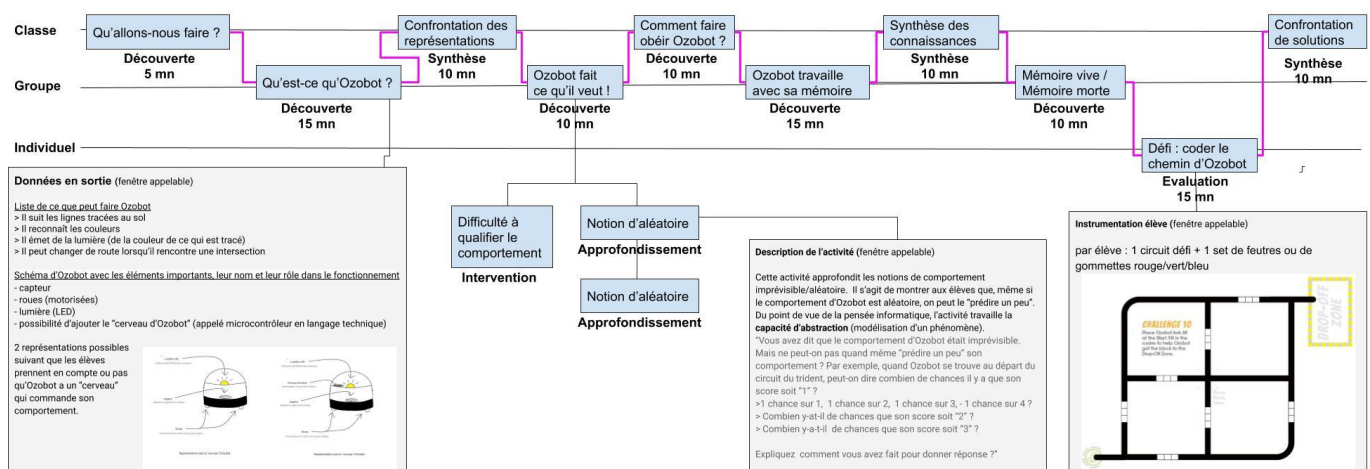 Classe
Qu'allons-nous faire ?
Découverte
5 mn
Confrontation des
représentations
Synthèse
10 mn
Comment faire
obéir Ozobot ?
Découverte
10 mn
Synthèse des
connaissances
Synthèse
10 mn
Confrontation
de solutions
Synthèse
10 mn
Groupe
Qu'est-ce qu'Ozobot ?
Découverte
15 mn
Ozobot fait
ce qu'il veut !
Découverte
10 mn
Ozobot travaille
avec sa mémoire
Découverte
15 mn
Mémoire vive /
Mémoire morte
Découverte
10 mn
Individuel
Défi : coder le
chemin d'Ozobot
Evaluation
15 mn
Données en sortie (fenêtre appelable)
Liste de ce que peut faire Ozobot
> Il suit les lignes tracées au sol
> Il reconnaît les couleurs
> Il émet de la lumière (de la couleur de ce qui est tracé)
> Il peut changer de route lorsqu'il rencontre une intersection
Schéma d'Ozobot avec les éléments importants, leur nom et leur rôle dans le fonctionnement
- capteur
- roues (motorisées)
- lumière (LED)
- possibilité d'ajouter le "cerveau d'Ozobot" (appelé microcontrôleur en langage technique)
2 représentations possibles
suivant que les élèves
prennent en compte ou pas
qu'Ozobot a un "cerveau"
qui commande son
comportement.
Difficulté à
qualifier le
comportement
Intervention
Notion d'aléatoire
Approfondissement
Notion d'aléatoire
Approfondissement
Description de l'activité (fenêtre appelable)
Cette activité approfondit les notions de comportement
imprévisible/aléatoire. Il s'agit de montrer aux élèves que, même si
le comportement d'Ozobot est aléatoire, on peut le "prédire un peu".
Du point de vue de la pensée informatique, l'activité travaille la
capacité d'abstraction (modélisation d'un phénomène).
"Vous avez dit que le comportement d'Ozobot était imprévisible.
Mais ne peut-on pas quand même "prédire un peu" son
comportement ? Par exemple, quand Ozobot se trouve au départ du
circuit du trident, peut-on dire combien de chances il y a que son
score soit "1" ?
>1 chance sur 1, 1 chance sur 2, 1 chance sur 3, - 1 chance sur 4 ?
> Combien y-at-il de chances que son score soit "2" ?
> Combien y-a-t-il de chances que son score soit "3" ?
Expliquez comment vous avez fait pour donner réponse ?"
Instrumentation élève (fenêtre appelable)
par élève : 1 circuit défi + 1 set de feutres ou de
gommettes rouge/vert/bleu
CHALLENGE 10
DROP-OFF
ZONE